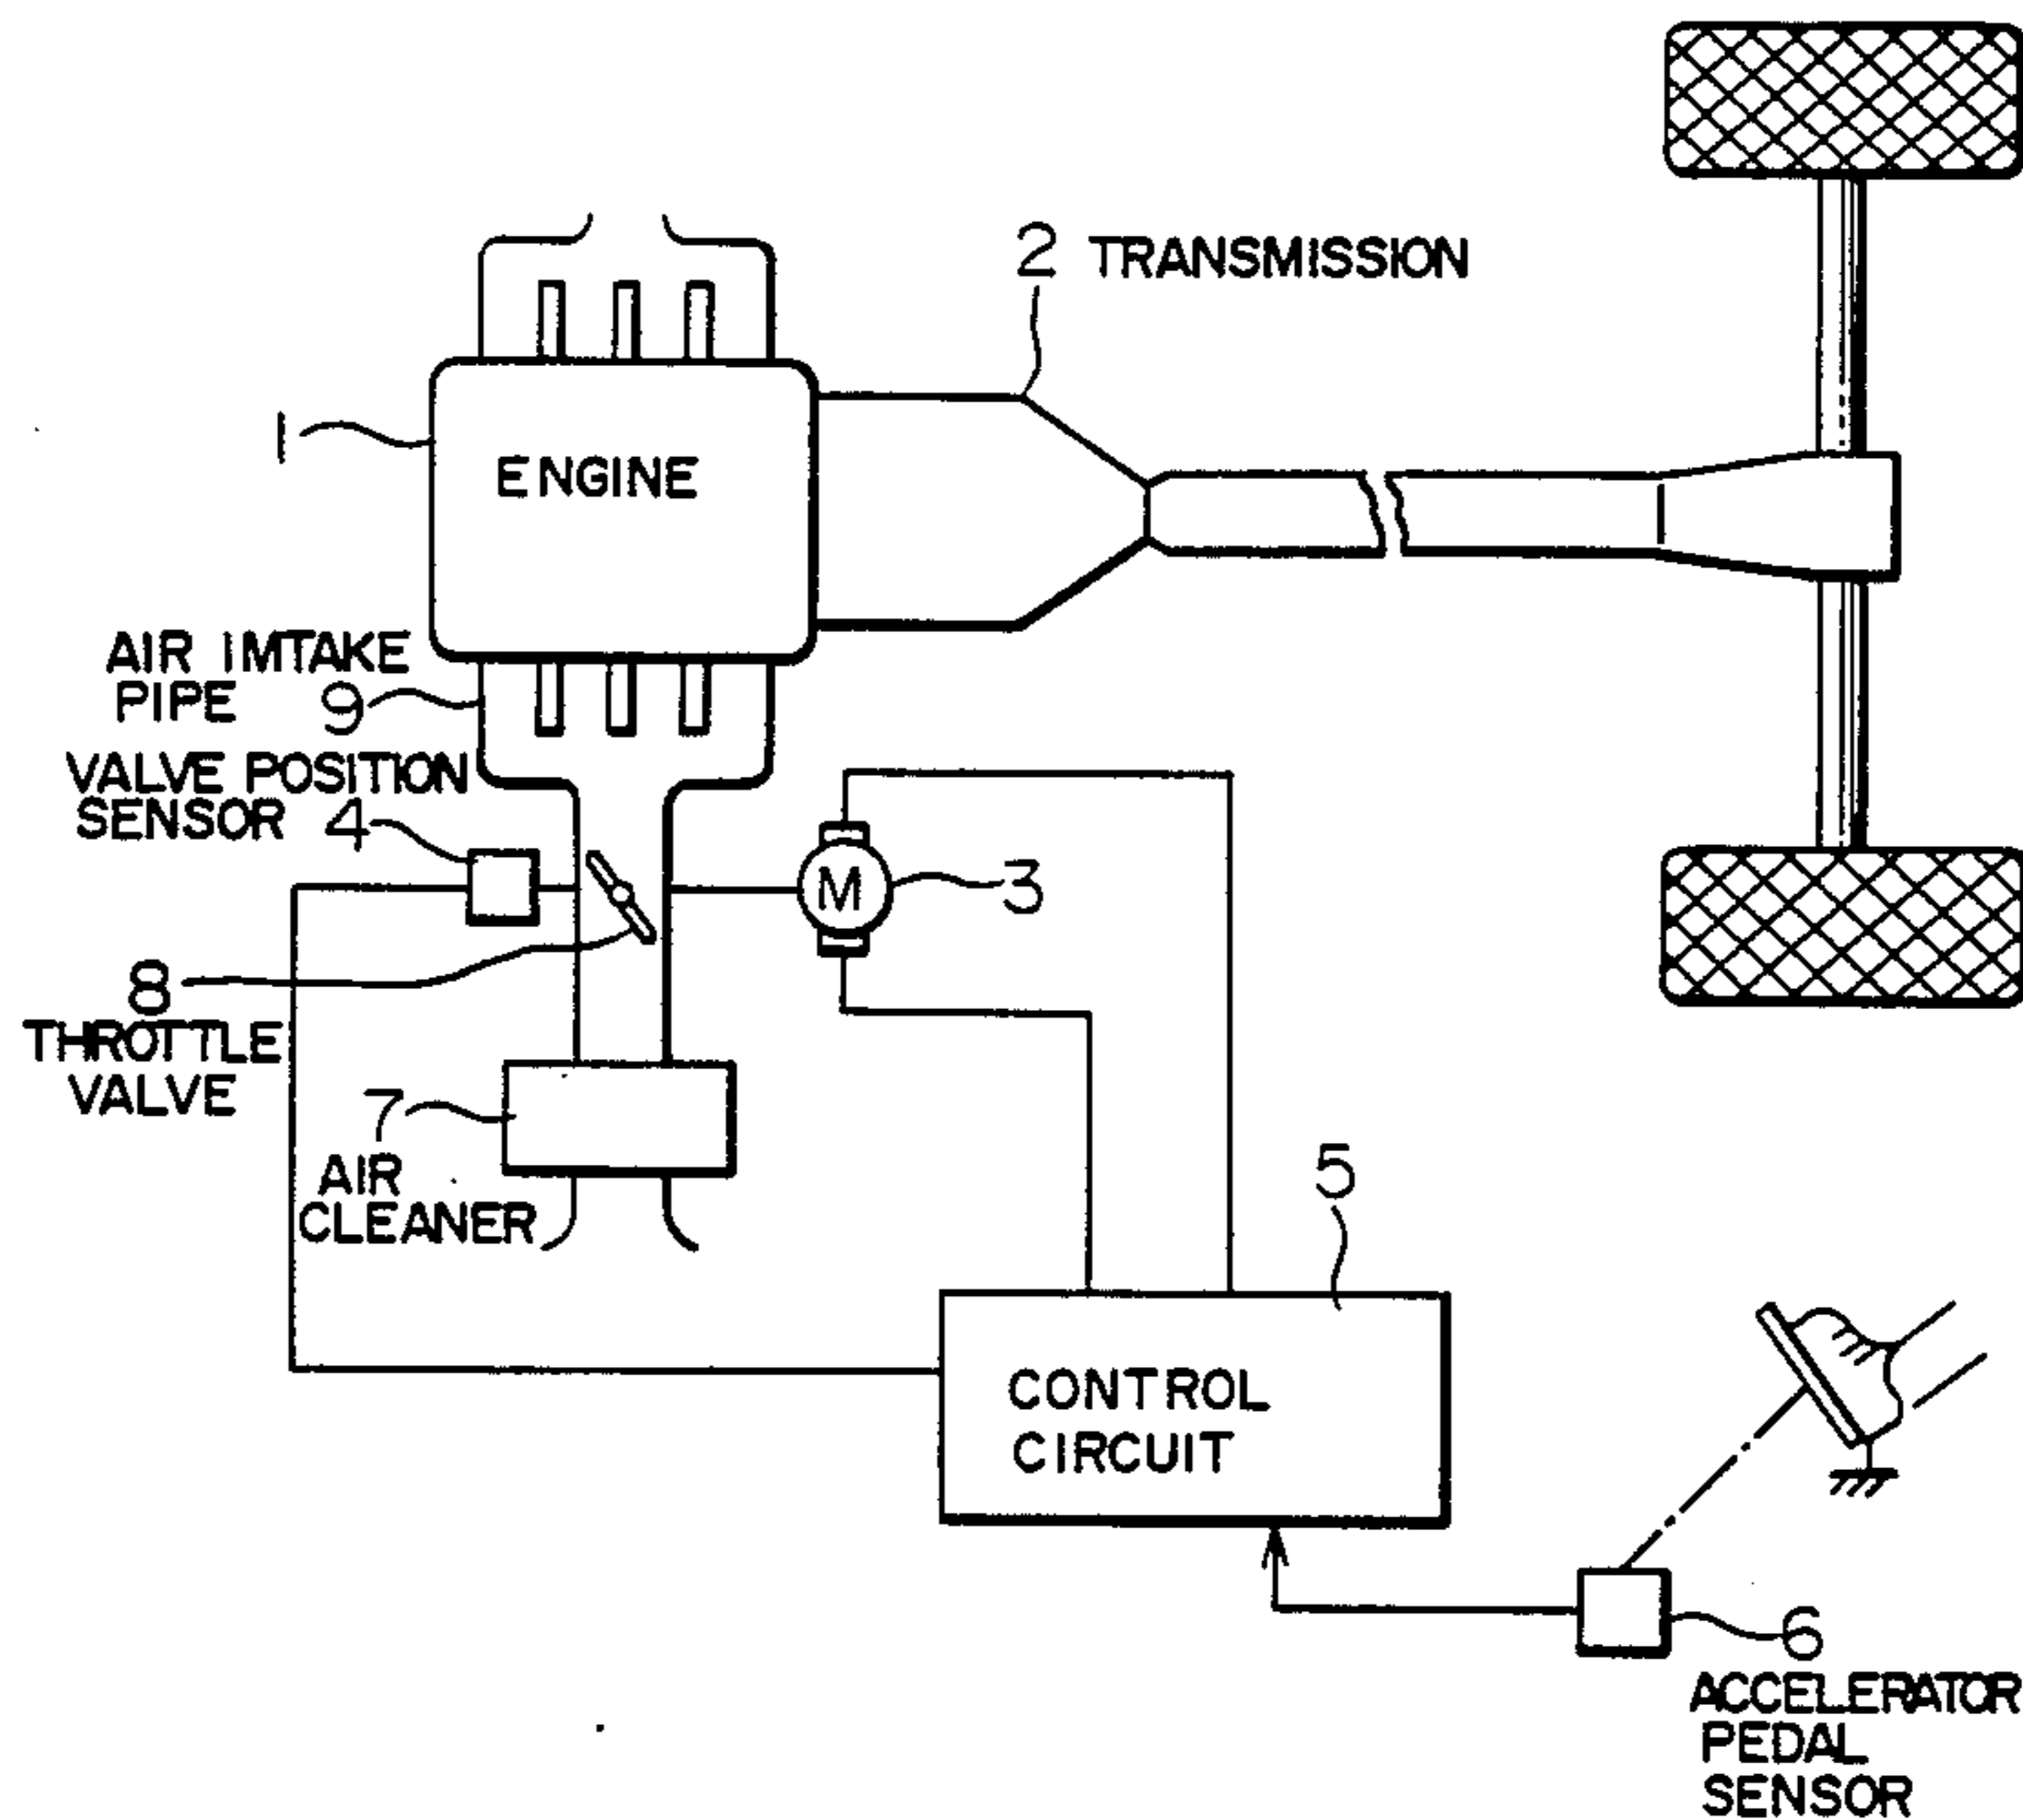 2 TRANSMISSION
1
ENGINE
AIR IMTAKE
PIPE 9
VALVE POSITION
SENSOR 4
M
3
8
THROTTLE
VALVE
7
AIR
CLEANER
5
CONTROL
CIRCUIT
6
ACCELERATOR
PEDAL
SENSOR